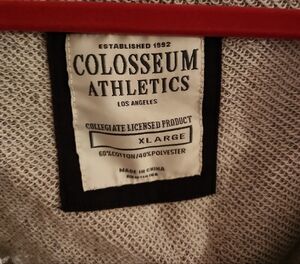 ESTABLISHED 1992
COLOSSEUM
ATHLETICS
LOS ANGELES
COLLEGIATE LICENSED PRODUCT
XLARGE
60%COTTON/40%POLYESTER
MADE IN CHINA